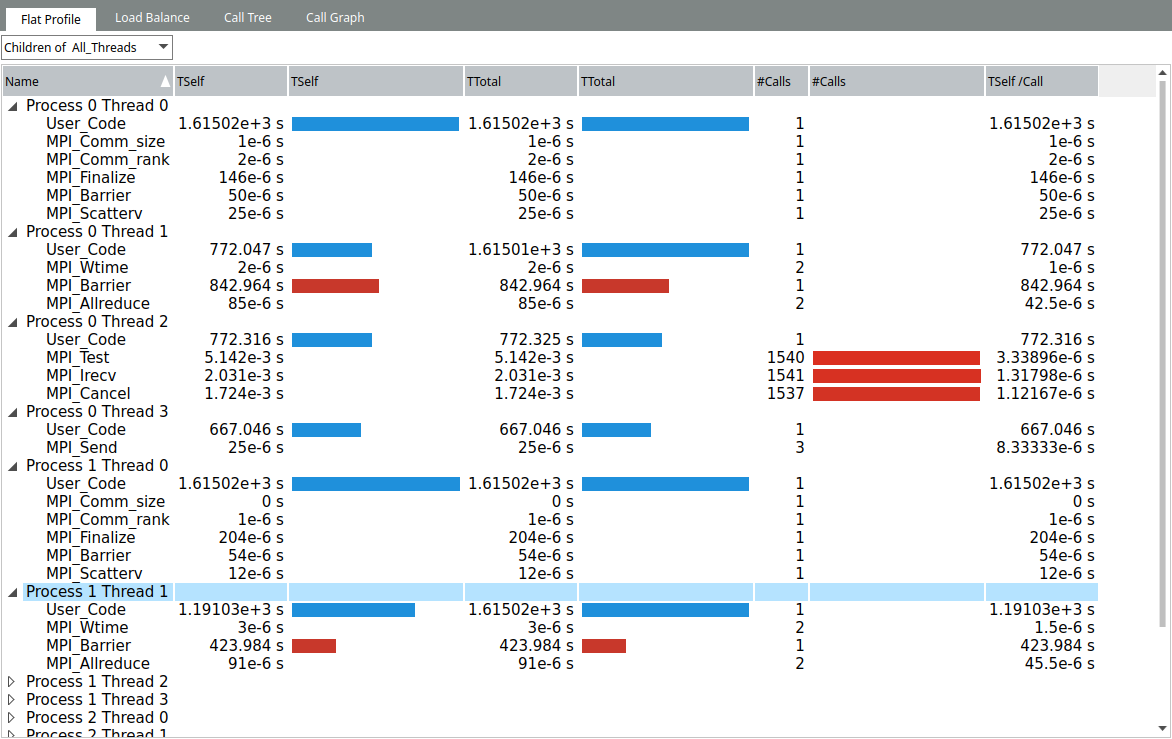 Flat Profile Load Balance Call Tree Call Graph
Children of All_Threads
Name TSelf TSelf TTotal TTotal #Calls #Calls TSelf /Call
Process 0 Thread 0
User_Code 1.61502e+3 s 1.61502e+3 s 1 1.61502e+3 s
MPI_Comm_size 1e-6 s 1e-6 s 1 1e-6 s
MPI_Comm_rank 2e-6 s 2e-6 s 1 2e-6 s
MPI_Finalize 146e-6 s 146e-6 s 1 146e-6 s
MPI_Barrier 50e-6 s 50e-6 s 1 50e-6 s
MPI_Scatterv 25e-6 s 25e-6 s 1 25e-6 s
Process 0 Thread 1
User_Code 772.047 s 1.61501e+3 s 1 772.047 s
MPI_Wtime 2e-6 s 2e-6 s 2 1e-6 s
MPI_Barrier 842.964 s 842.964 s 1 842.964 s
MPI_Allreduce 85e-6 s 85e-6 s 2 42.5e-6 s
Process 0 Thread 2
User_Code 772.316 s 772.325 s 1 772.316 s
MPI_Test 5.142e-3 s 5.142e-3 s 1540 3.33896e-6 s
MPI_Irecv 2.031e-3 s 2.031e-3 s 1541 1.31798e-6 s
MPI_Cancel 1.724e-3 s 1.724e-3 s 1537 1.12167e-6 s
Process 0 Thread 3
User_Code 667.046 s 667.046 s 1 667.046 s
MPI_Send 25e-6 s 25e-6 s 3 8.33333e-6 s
Process 1 Thread 0
User_Code 1.61502e+3 s 1.61502e+3 s 1 1.61502e+3 s
MPI_Comm_size 0 s 0 s 1 0 s
MPI_Comm_rank 1e-6 s 1e-6 s 1 1e-6 s
MPI_Finalize 204e-6 s 204e-6 s 1 204e-6 s
MPI_Barrier 54e-6 s 54e-6 s 1 54e-6 s
MPI_Scatterv 12e-6 s 12e-6 s 1 12e-6 s
Process 1 Thread 1
User_Code 1.19103e+3 s 1.61502e+3 s 1 1.19103e+3 s
MPI_Wtime 3e-6 s 3e-6 s 2 1.5e-6 s
MPI_Barrier 423.984 s 423.984 s 1 423.984 s
MPI_Allreduce 91e-6 s 91e-6 s 2 45.5e-6 s
Process 1 Thread 2
Process 1 Thread 3
Process 2 Thread 0
Process 2 Thread 1